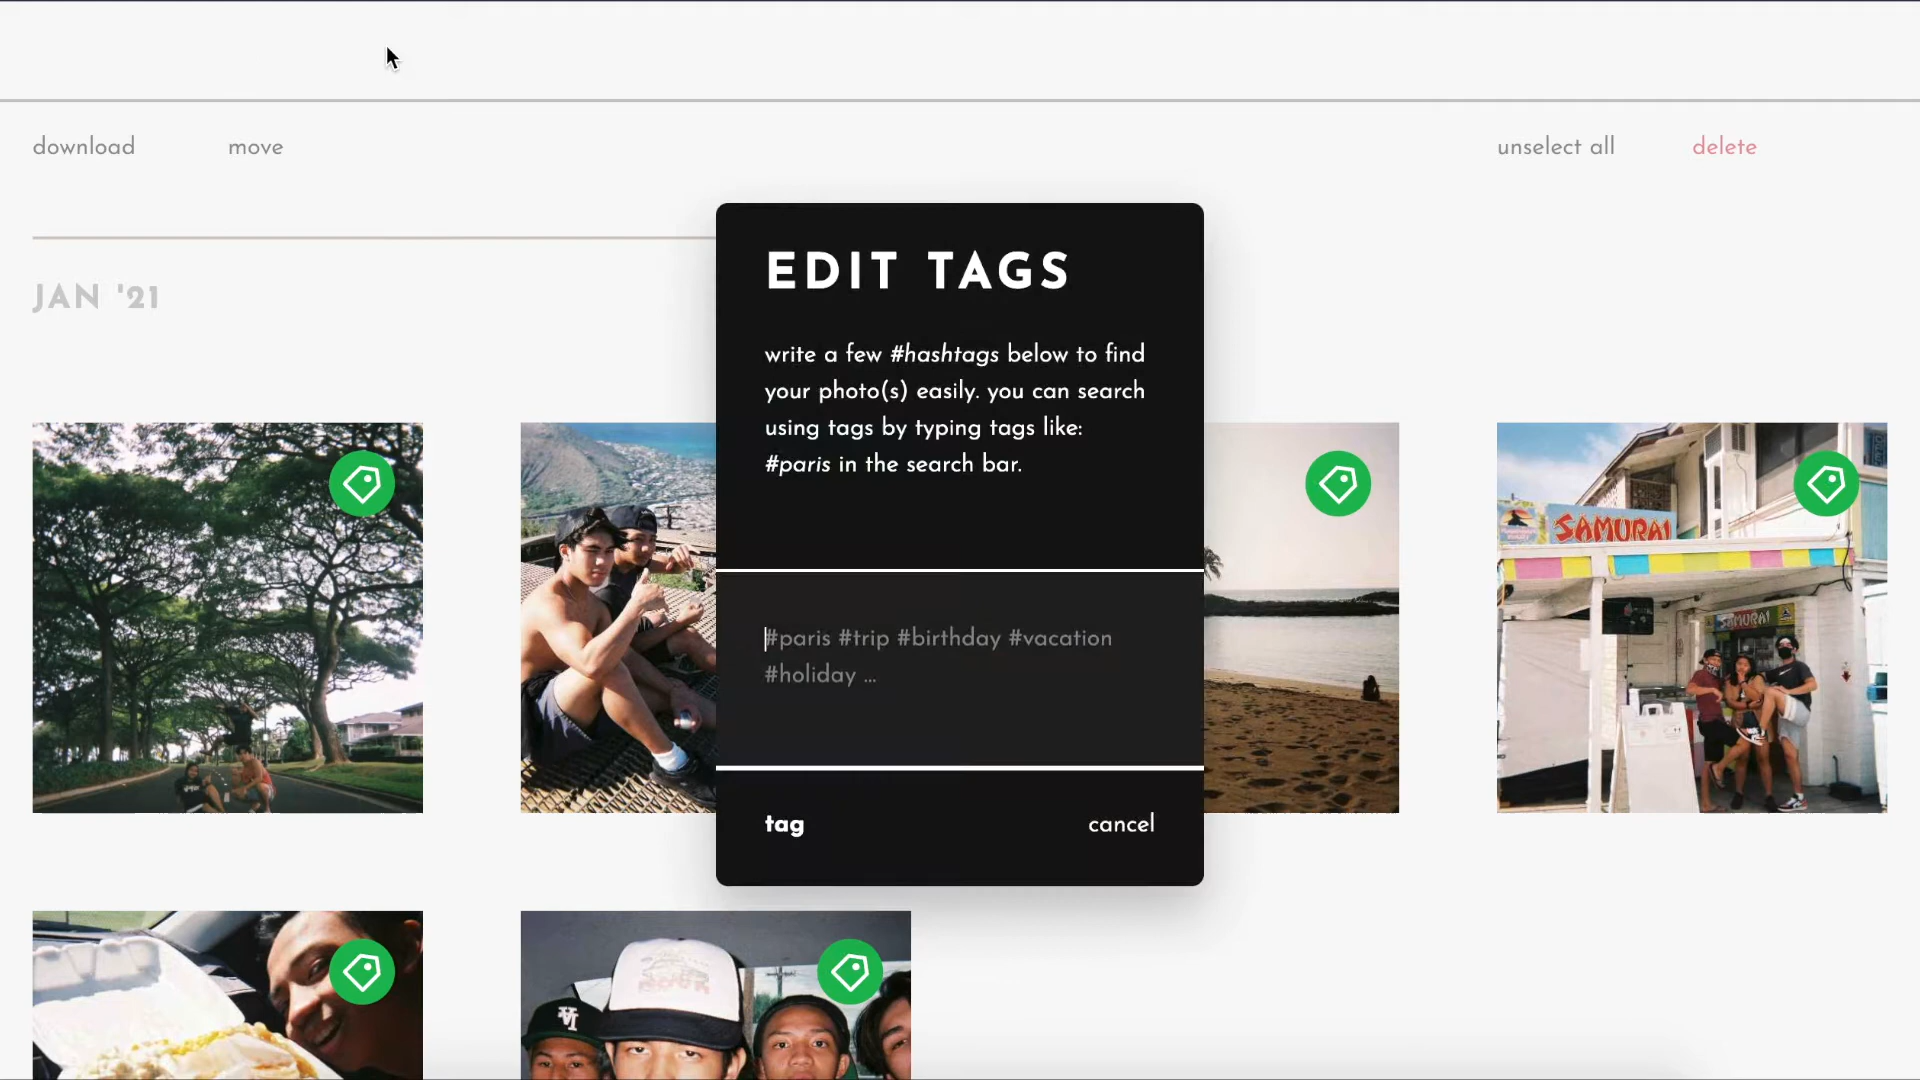 download move unselect all delete
EDIT TAGS
JAN '21
write a few #hashtags below to find
your photo(s) easily. you can search
using tags by typing tags like:
#paris in the search bar.
SAMURAI
SAMURAI
#paris #trip #birthday #vacation
#holiday ...
tag cancel